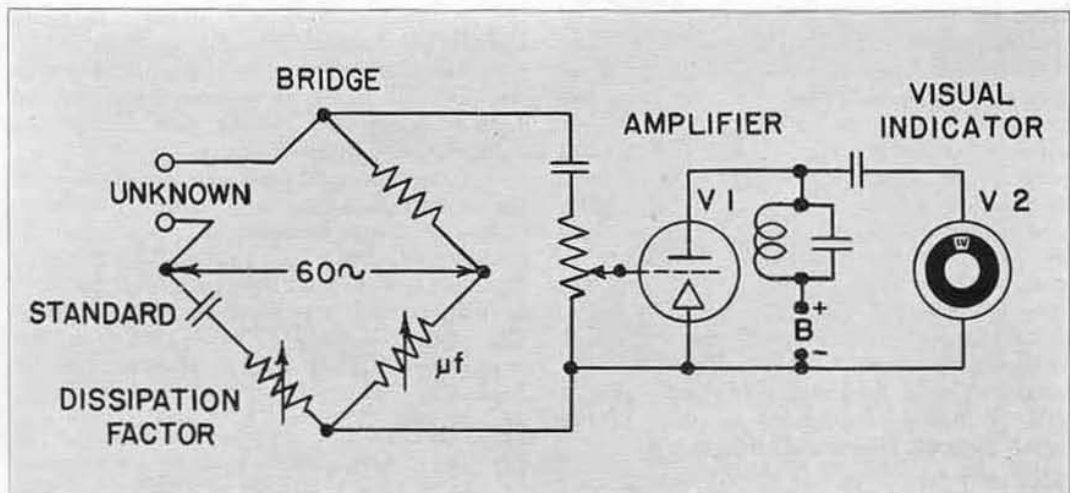 BRIDGE
UNKNOWN
60~
STANDARD
DISSIPATION
FACTOR
µf
AMPLIFIER
V 1
+
B
-
VISUAL
INDICATOR
V 2